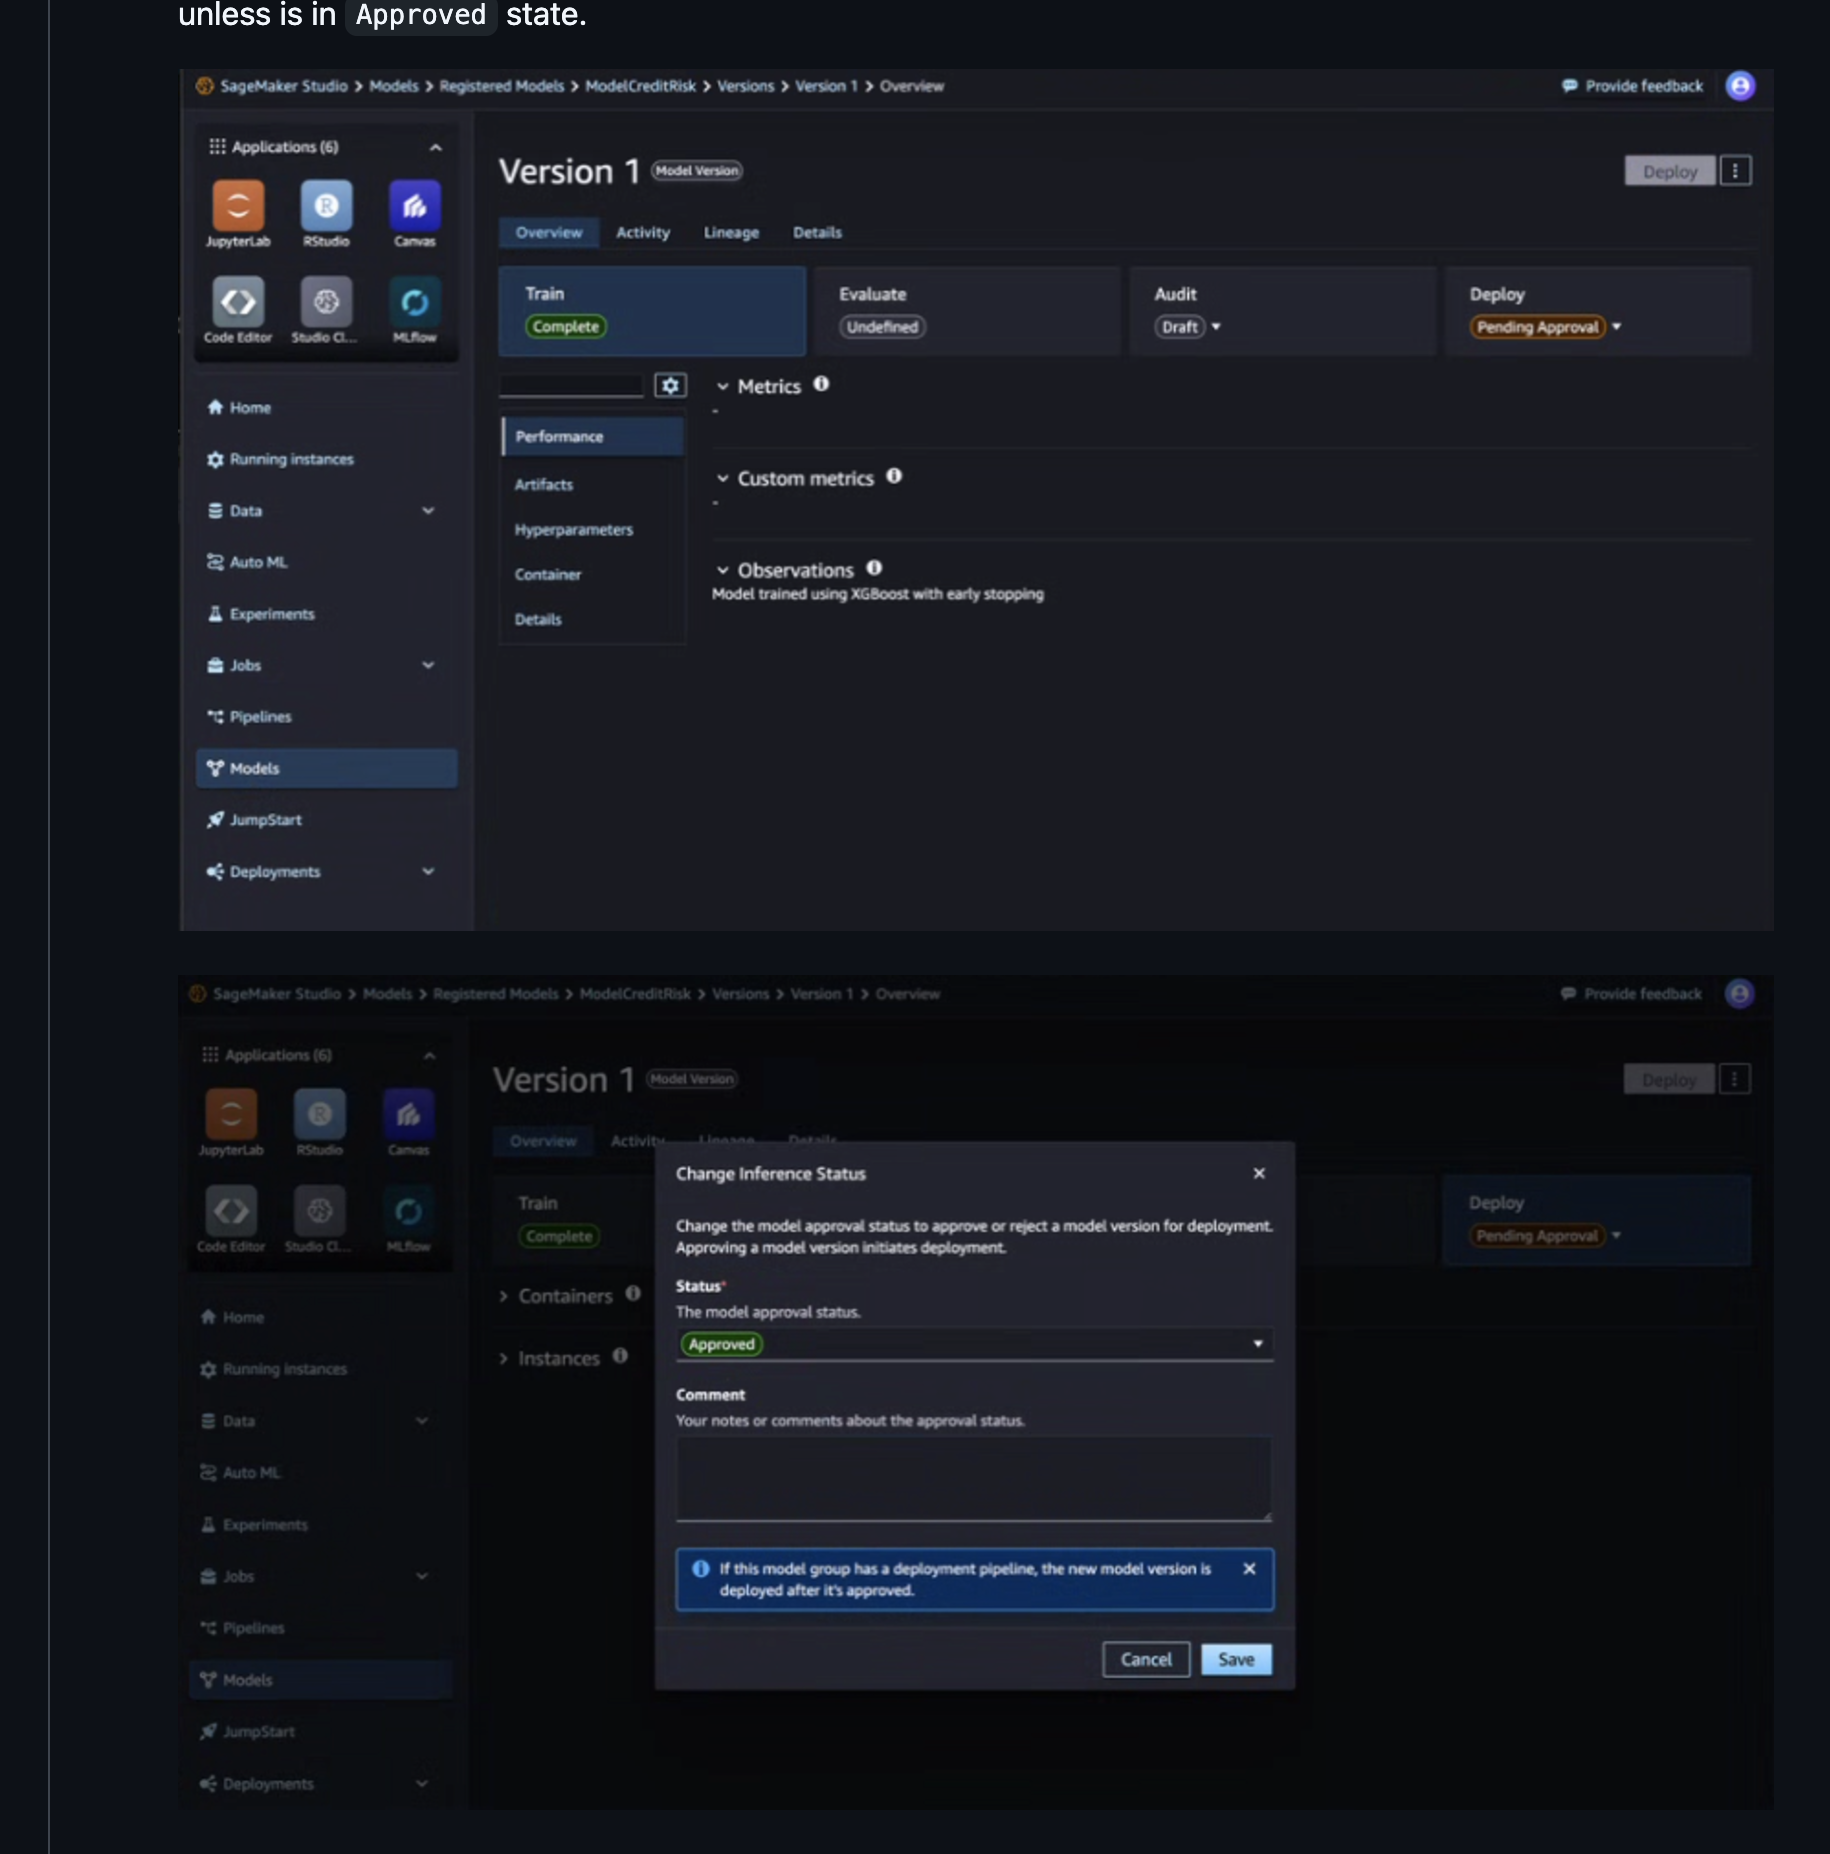 unless is in Approved state.
SageMaker Studio > Models > Registered Models > ModelCreditRisk > Versions > Version 1 > Overview
Provide feedback
Applications (6)
JupyterLab
RStudio
Canvas
Code Editor
Studio Cl...
MLflow
Home
Running instances
Data
Auto ML
Experiments
Jobs
Pipelines
Models
JumpStart
Deployments
Version 1 Model Version
Deploy
Overview
Activity
Lineage
Details
Train
Complete
Evaluate
Undefined
Audit
Draft
Deploy
Pending Approval
Performance
Artifacts
Hyperparameters
Container
Details
Metrics
-
Custom metrics
-
Observations
Model trained using XGBoost with early stopping
SageMaker Studio > Models > Registered Models > ModelCreditRisk > Versions > Version 1 > Overview
Provide feedback
Applications (6)
JupyterLab
RStudio
Canvas
Code Editor
Studio Cl...
MLflow
Home
Running instances
Data
Auto ML
Experiments
Jobs
Pipelines
Models
JumpStart
Deployments
Version 1 Model Version
Deploy
Overview
Activity
Lineage
Details
Train
Complete
Deploy
Pending Approval
Containers
Instances
Change Inference Status
Change the model approval status to approve or reject a model version for deployment.
Approving a model version initiates deployment.
Status*
The model approval status.
Approved
Comment
Your notes or comments about the approval status.
If this model group has a deployment pipeline, the new model version is
deployed after it's approved.
Cancel
Save